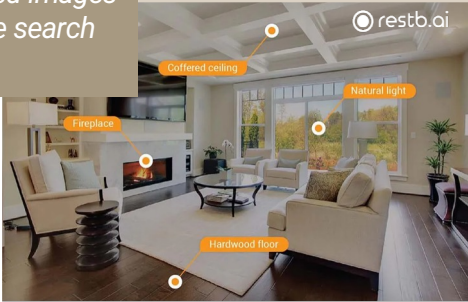 images
e search
restb.ai
Coffered ceiling
Natural light
Fireplace
Hardwood floor